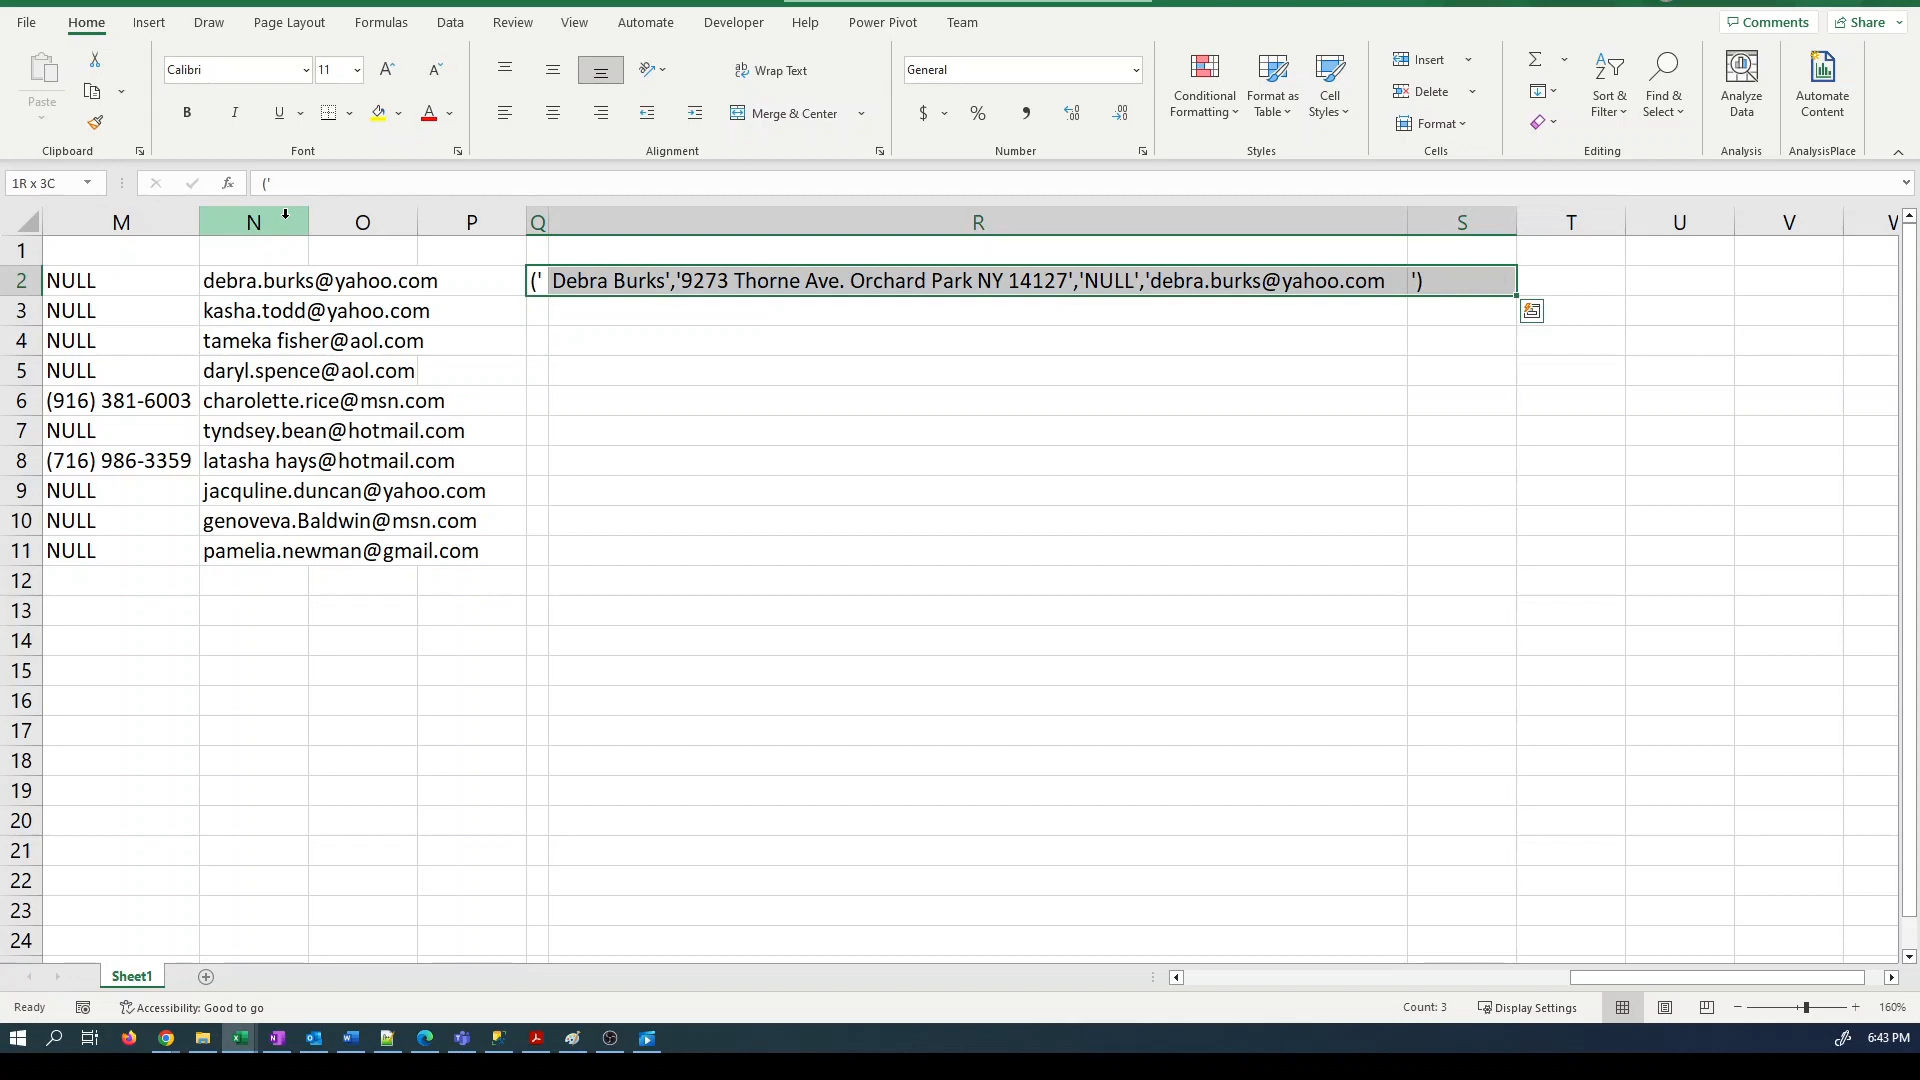 File Home Insert Draw Page Layout Formulas Data Review View Automate Developer Help Power Pivot Team Comments Share
Calibri 11 Wrap Text General Insert
Paste Conditional Format as Cell Delete Sort & Find & Analyze Automate
B I U A Merge & Center $ % Formatting Table Styles Format Filter Select Data Content
Clipboard Font Alignment Number Styles Cells Editing Analysis AnalysisPlace
1R x 3C fx ('
M N O P Q R S T U V W
1
2 NULL debra.burks@yahoo.com (' Debra Burks','9273 Thorne Ave. Orchard Park NY 14127','NULL','debra.burks@yahoo.com ')
3 NULL kasha.todd@yahoo.com
4 NULL tameka fisher@aol.com
5 NULL daryl.spence@aol.com
6 (916) 381-6003 charolette.rice@msn.com
7 NULL tyndsey.bean@hotmail.com
8 (716) 986-3359 latasha hays@hotmail.com
9 NULL jacquline.duncan@yahoo.com
10 NULL genoveva.Baldwin@msn.com
11 NULL pamelia.newman@gmail.com
12
13
14
15
16
17
18
19
20
21
22
23
24
Sheet1
Ready Accessibility: Good to go Count: 3 Display Settings 160%
6:43 PM